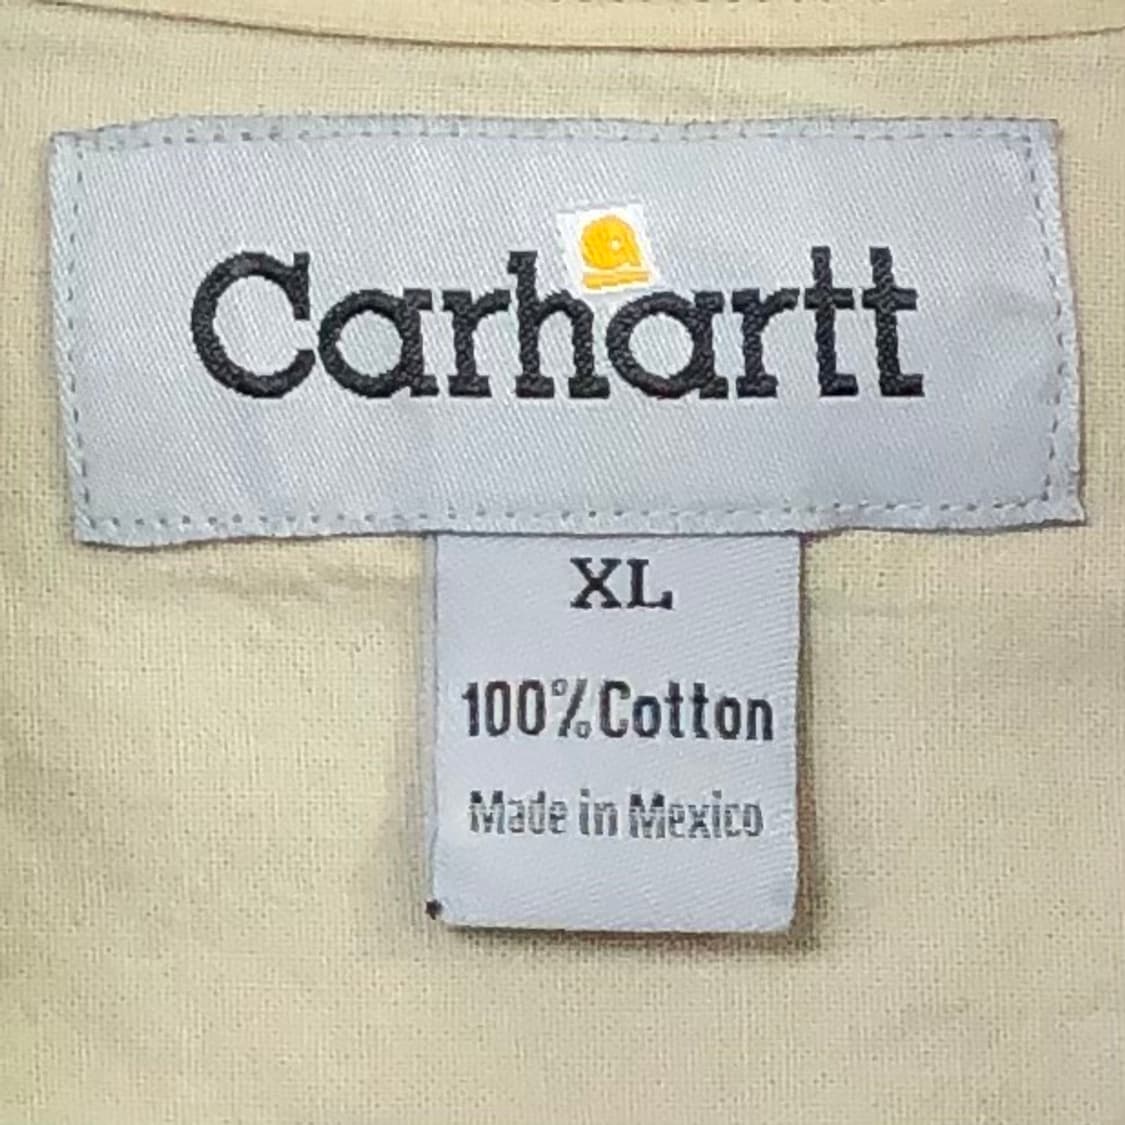 Carhartt
XL
100% Cotton
Made in Mexico